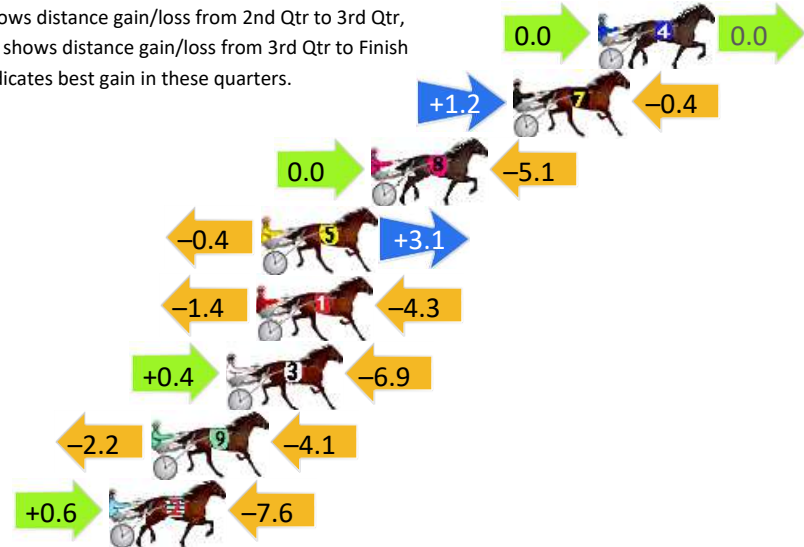 ows distance gain/loss from 2nd Qtr to 3rd Qtr,
shows distance gain/loss from 3rd Qtr to Finish
dicates best gain in these quarters.
0.0 4 0.0
+1.2 7 –0.4
0.0 8 –5.1
–0.4 5 +3.1
–1.4 1 –4.3
+0.4 3 –6.9
–2.2 9 –4.1
+0.6 2 –7.6